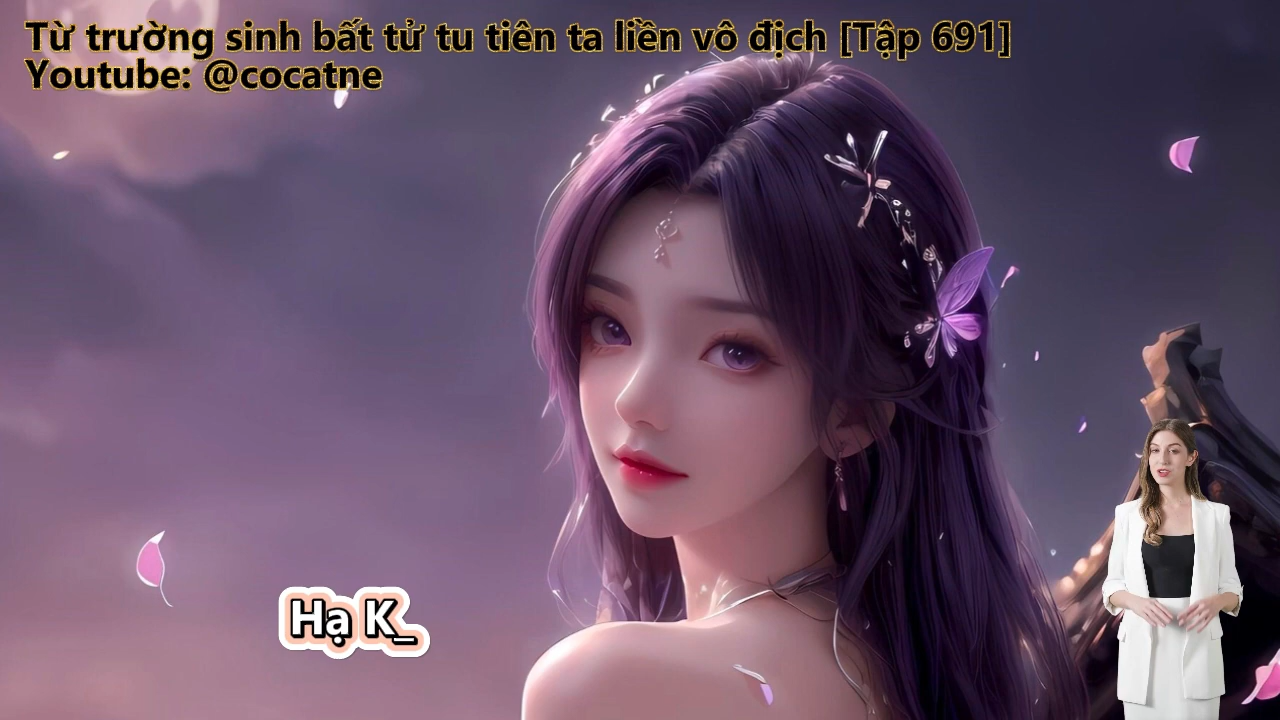 Từ trường sinh bất tử tu tiên ta liền vô địch [Tập 691]
Youtube: @cocatne
Hạ K_